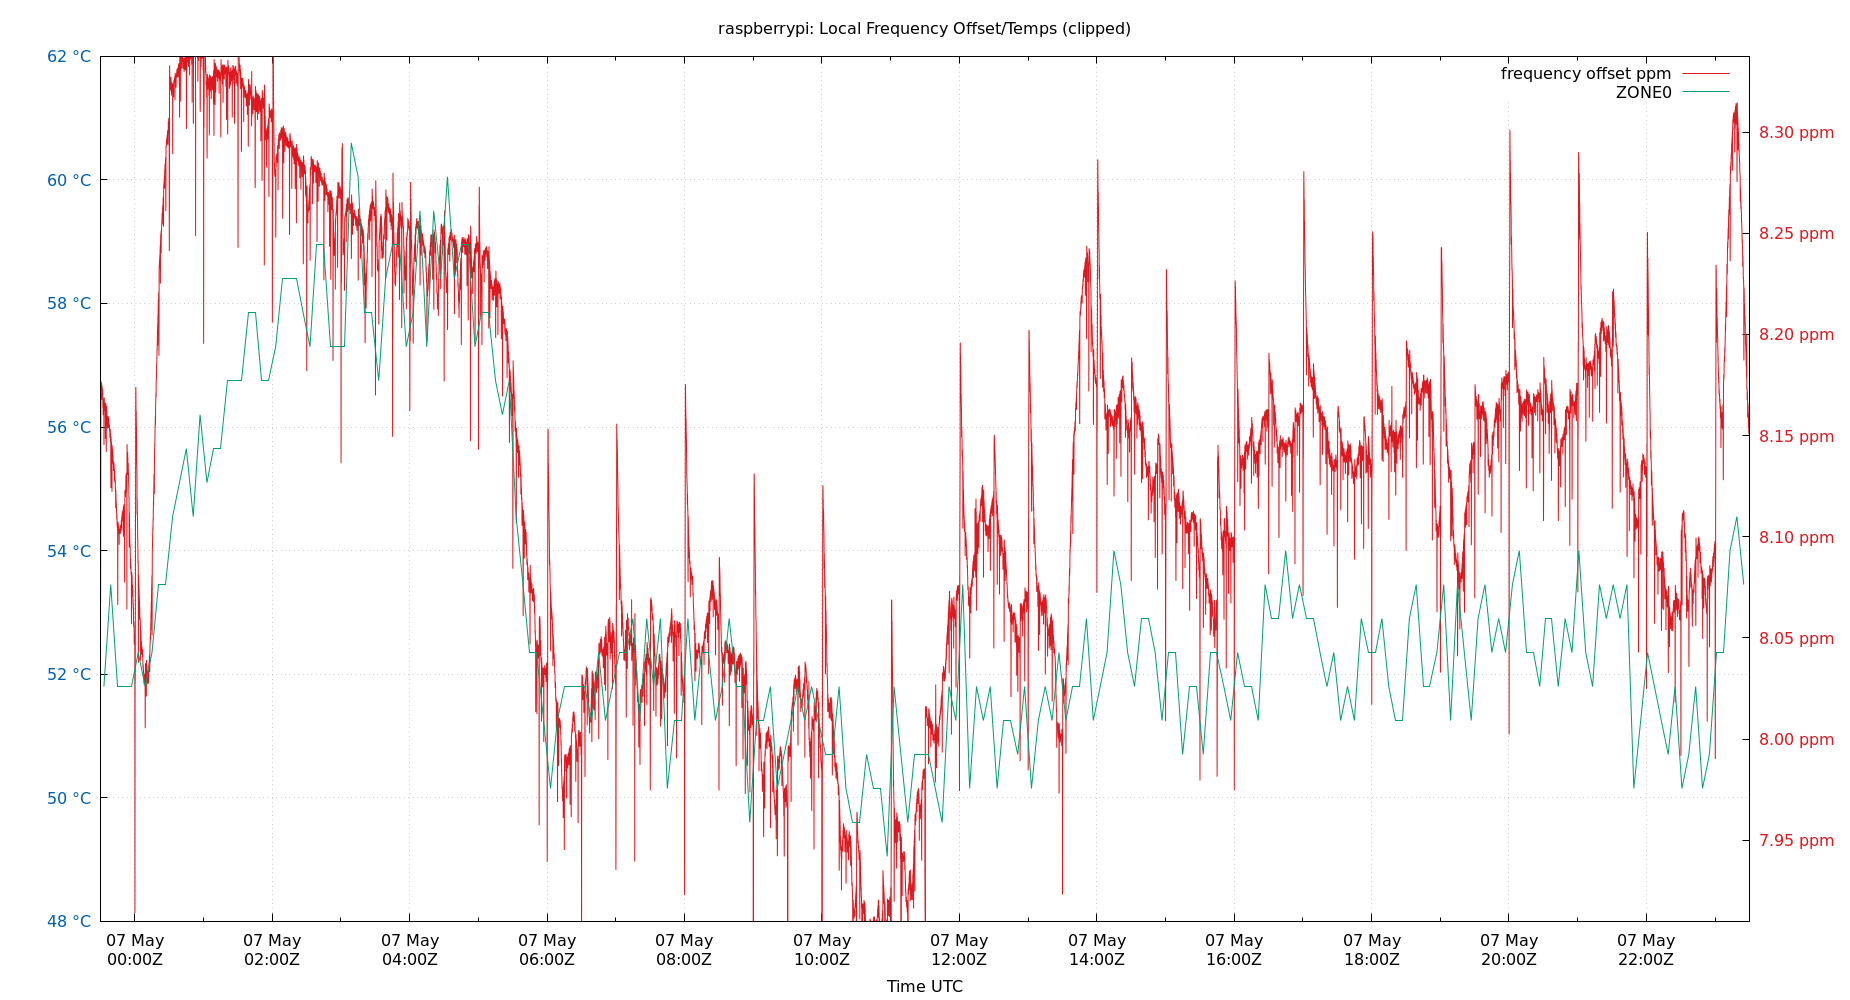 raspberrypi: Local Frequency Offset/Temps (clipped)
frequency offset ppm
ZONE0
62 °C
60 °C
58 °C
56 °C
54 °C
52 °C
50 °C
48 °C
8.30 ppm
8.25 ppm
8.20 ppm
8.15 ppm
8.10 ppm
8.05 ppm
8.00 ppm
7.95 ppm
07 May 07 May 07 May 07 May 07 May 07 May 07 May 07 May 07 May 07 May 07 May 07 May
00:00Z 02:00Z 04:00Z 06:00Z 08:00Z 10:00Z 12:00Z 14:00Z 16:00Z 18:00Z 20:00Z 22:00Z
Time UTC